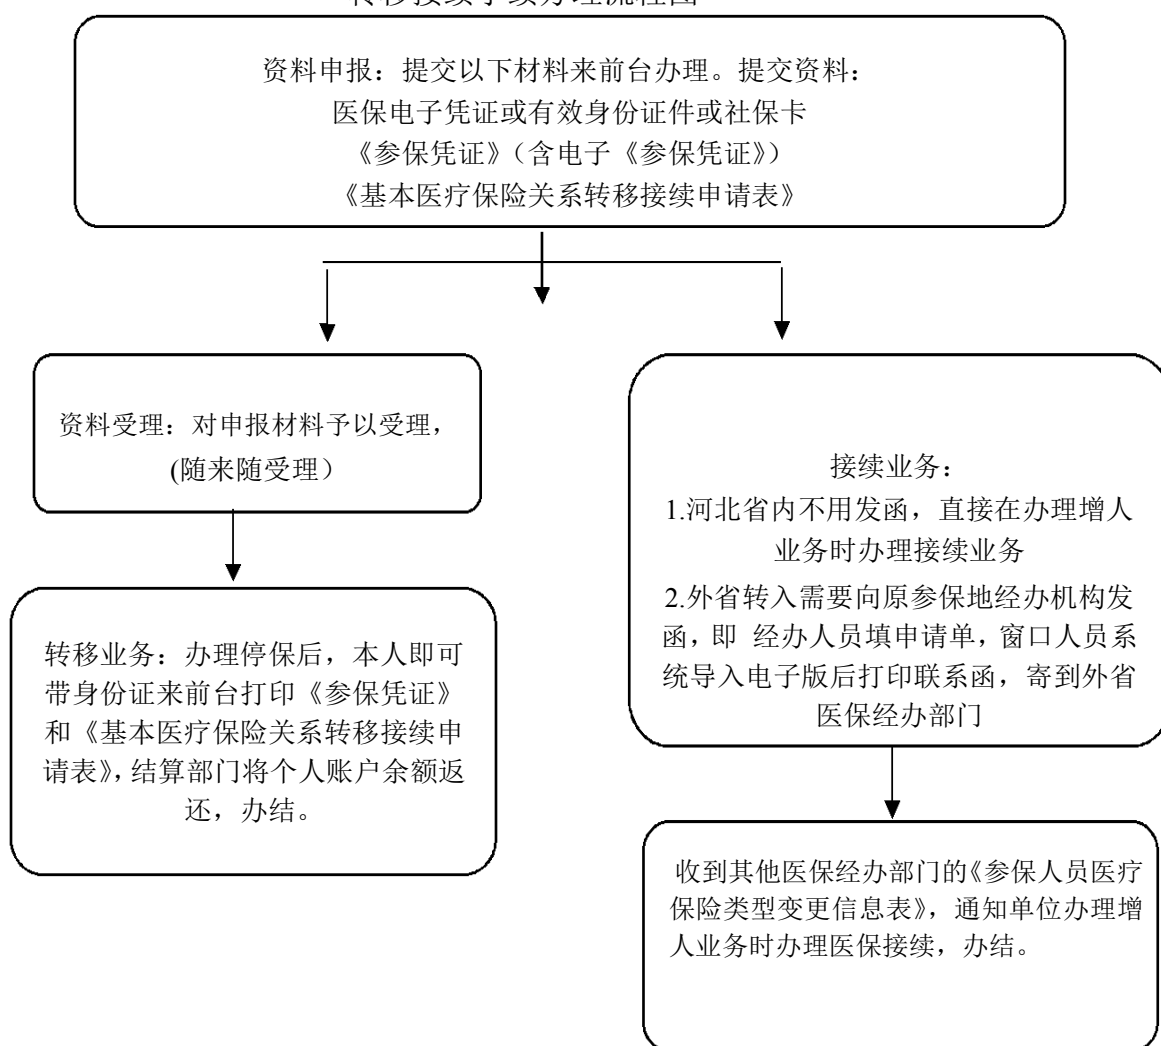 转移接续手续办理流程图
资料申报：提交以下材料来前台办理。提交资料：
医保电子凭证或有效身份证件或社保卡
《参保凭证》（含电子《参保凭证》）
《基本医疗保险关系转移接续申请表》
资料受理：对申报材料予以受理，
(随来随受理）
转移业务：办理停保后，本人即可
带身份证来前台打印《参保凭证》
和《基本医疗保险关系转移接续申
请表》，结算部门将个人账户余额返
还，办结。
接续业务：
1.河北省内不用发函，直接在办理增人
业务时办理接续业务
2.外省转入需要向原参保地经办机构发
函，即 经办人员填申请单，窗口人员系
统导入电子版后打印联系函，寄到外省
医保经办部门
收到其他医保经办部门的《参保人员医疗
保险类型变更信息表》，通知单位办理增
人业务时办理医保接续，办结。